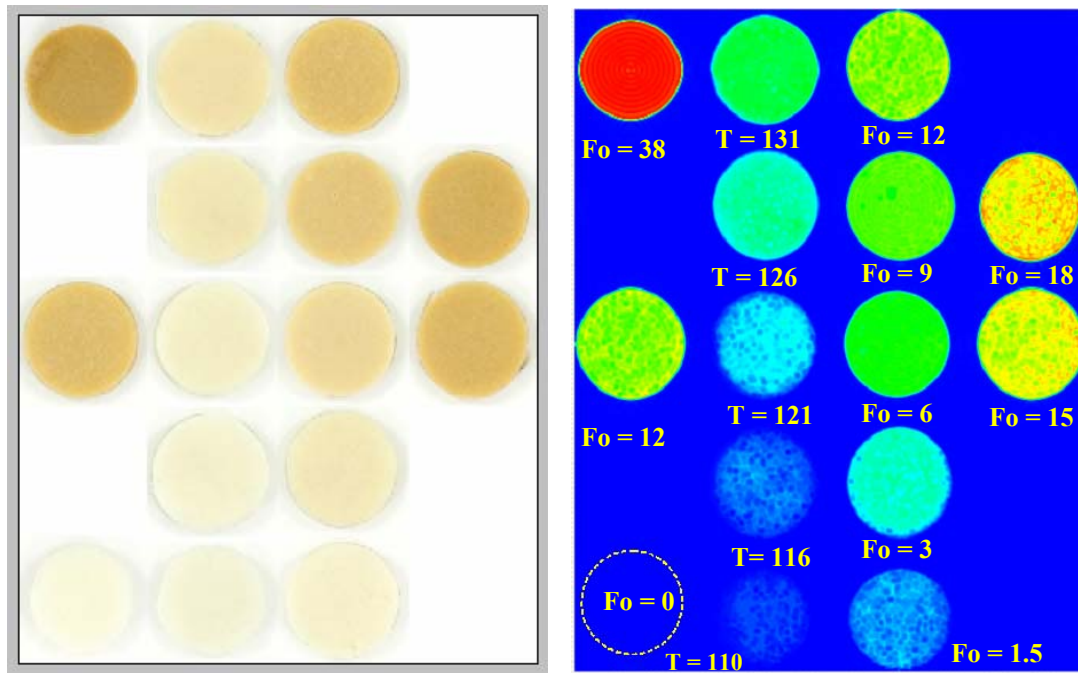 Fo = 38
T = 131
Fo = 12
T = 126
Fo = 9
Fo = 18
Fo = 12
T = 121
Fo = 6
Fo = 15
T= 116
Fo = 3
Fo = 0
T = 110
Fo = 1.5